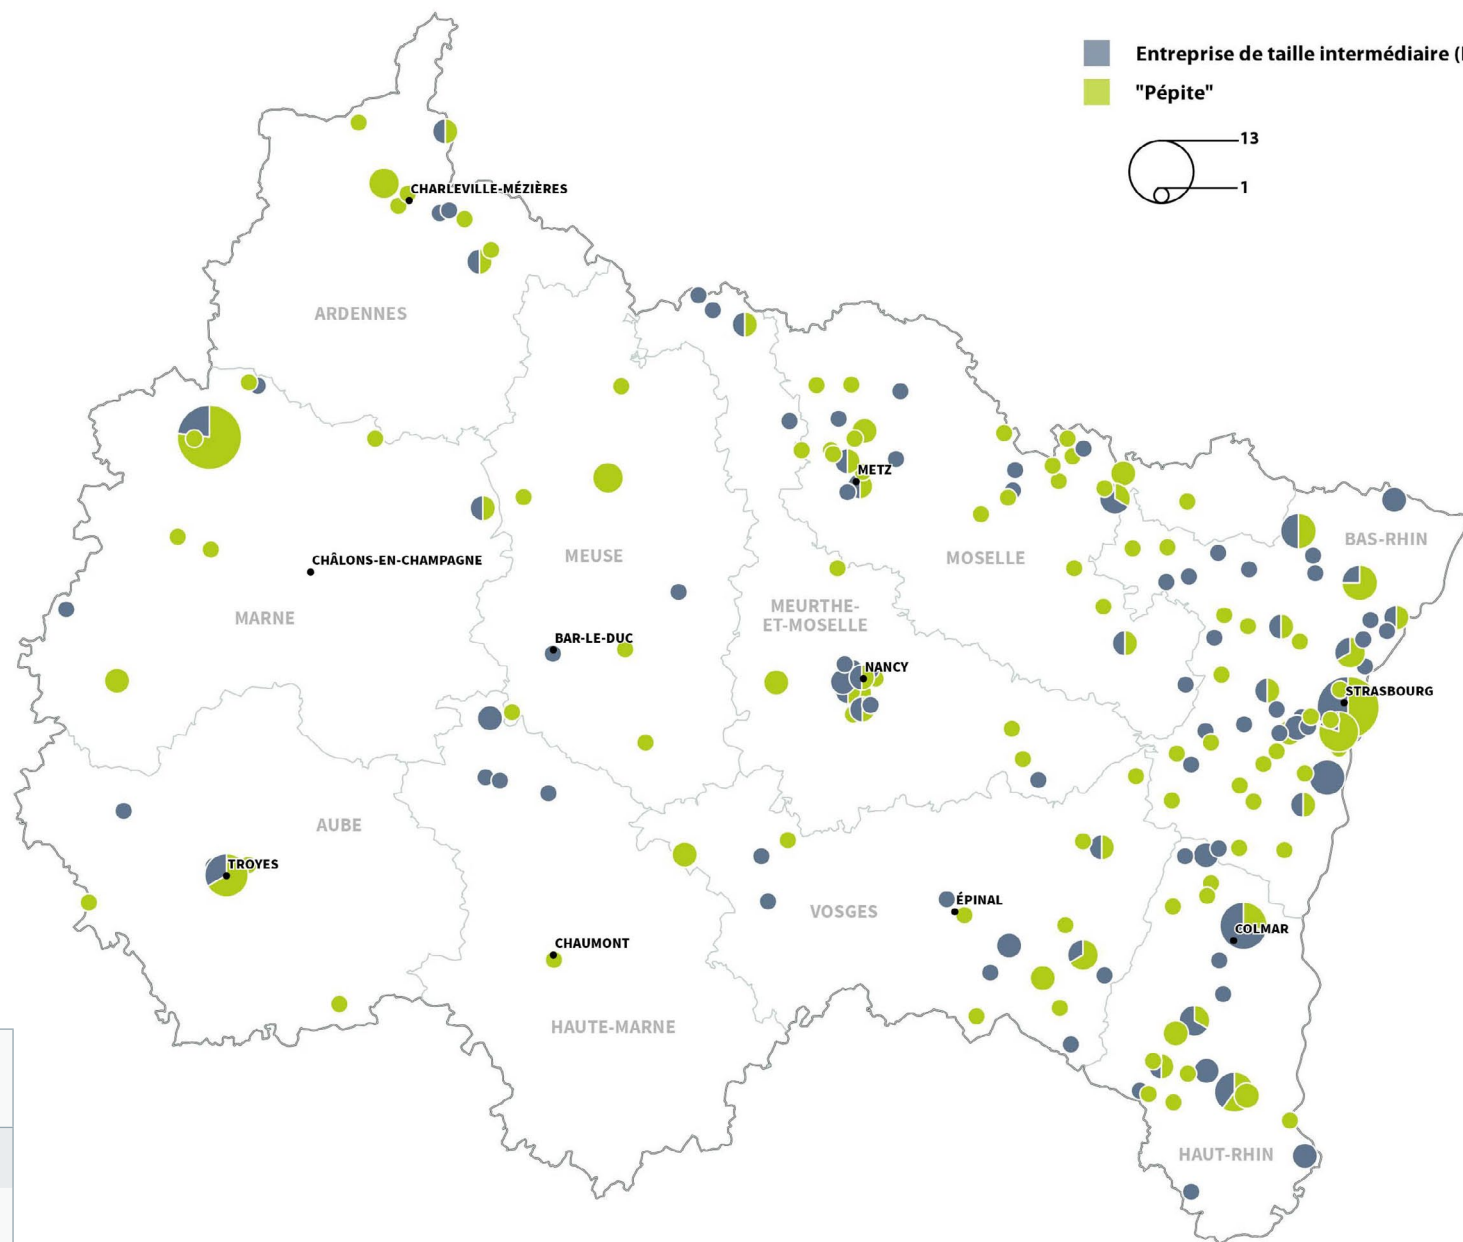 Entreprise de taille intermédiaire (
"Pépite"
13
1
CHARLEVILLE-MÉZIÈRES
ARDENNES
METZ
BAS-RHIN
CHÂLONS-EN-CHAMPAGNE
MEUSE
MOSELLE
MARNE
MEURTHE-
ET-MOSELLE
BAR-LE-DUC
NANCY
STRASBOURG
AUBE
TROYES
VOSGES
ÉPINAL
COLMAR
CHAUMONT
HAUTE-MARNE
HAUT-RHIN